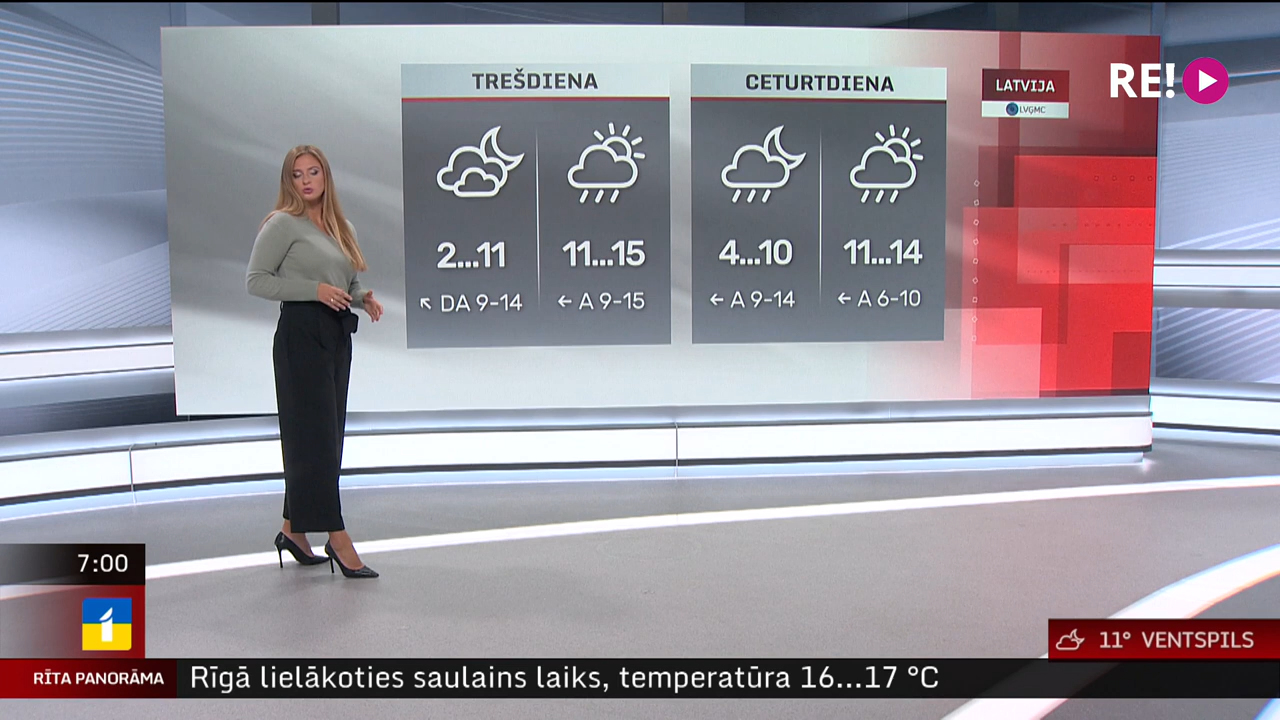 TREŠDIENA
2...11
11...15
DA 9-14
A 9-15
CETURTDIENA
4...10
11...14
A 9-14
A 6-10
LATVIJA
LVĢMC
RE!
7:00
1
11° VENTSPILS
RĪTA PANORĀMA
Rīgā lielākoties saulains laiks, temperatūra 16...17 °C